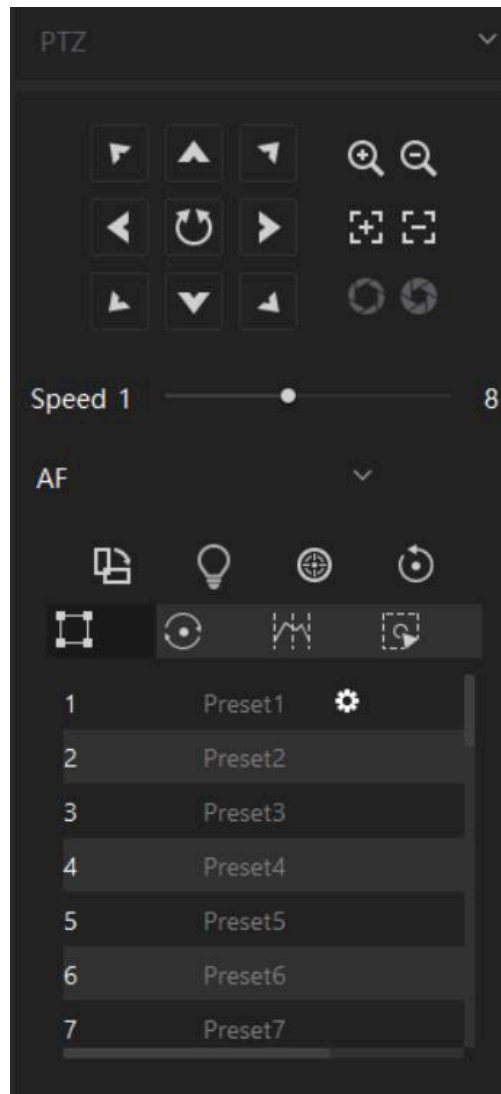 PTZ
Speed 1 8
AF
1 Preset1
2 Preset2
3 Preset3
4 Preset4
5 Preset5
6 Preset6
7 Preset7